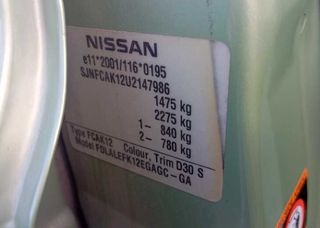 NISSAN
e11*2001/116*0195
SJNFCAK12U2147986
1475 kg
2275 kg
1– 840 kg
2– 780 kg
Type FCAK12 Colour, Trim D30 S
Model FDLALEFK12EGAGC–GA